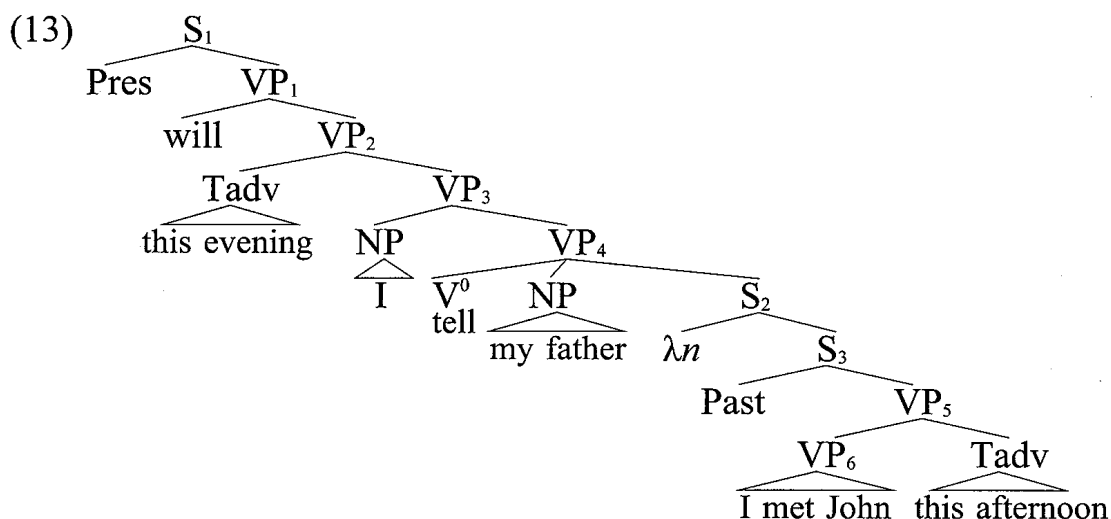 (13) S₁
Pres VP₁
will VP₂
Tadv VP₃
this evening NP VP₄
I V⁰ NP S₂
tell my father λn S₃
Past VP₅
VP₆ Tadv
I met John this afternoon